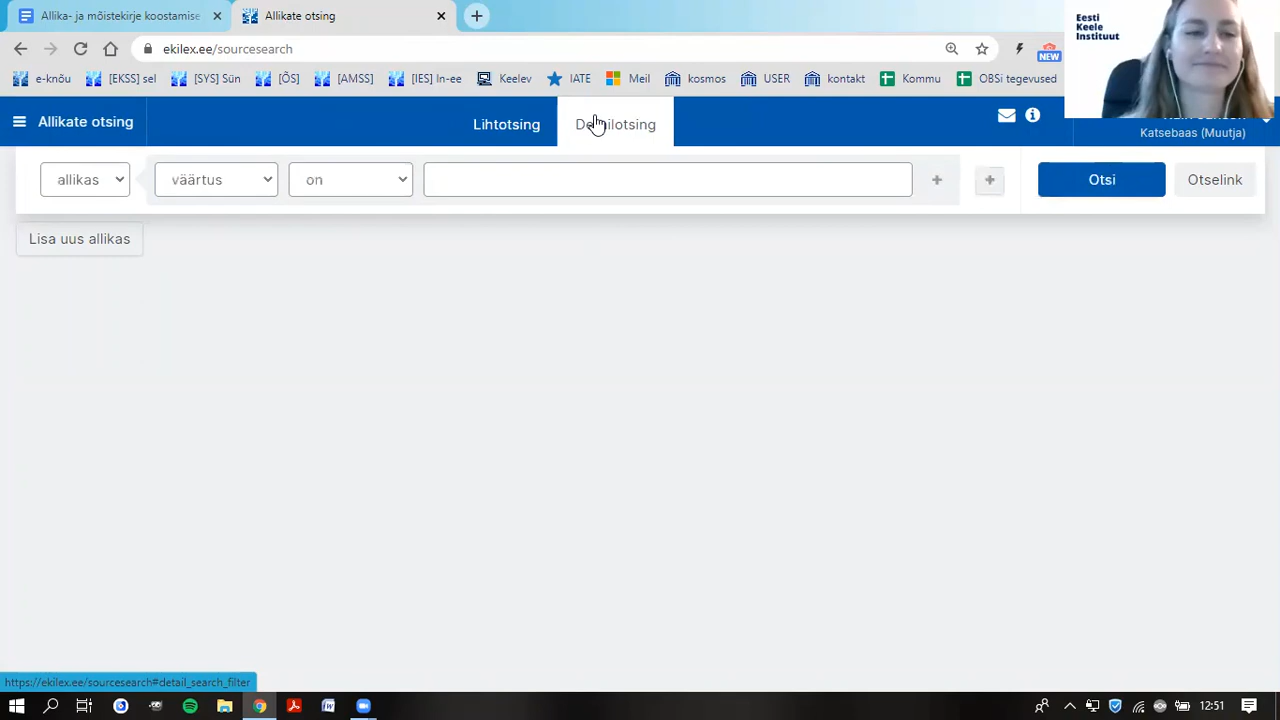 Allika- ja mõistekirje koostamise
Allikate otsing
Eesti
Keele
Instituut
ekilex.ee/sourcesearch
NEW
e-knõu
[EKSS] sel
[SYS] Sün
[ÕS]
[AMSS]
[IES] In-ee
Keelev
IATE
Meil
kosmos
USER
kontakt
Kommu
OBSi tegevused
Allikate otsing
Lihtotsing
Detailotsing
Katsebaas (Muutja)
allikas
väärtus
on
+
+
Otsi
Otselink
Lisa uus allikas
https://ekilex.ee/sourcesearch#detail_search_filter
12:51